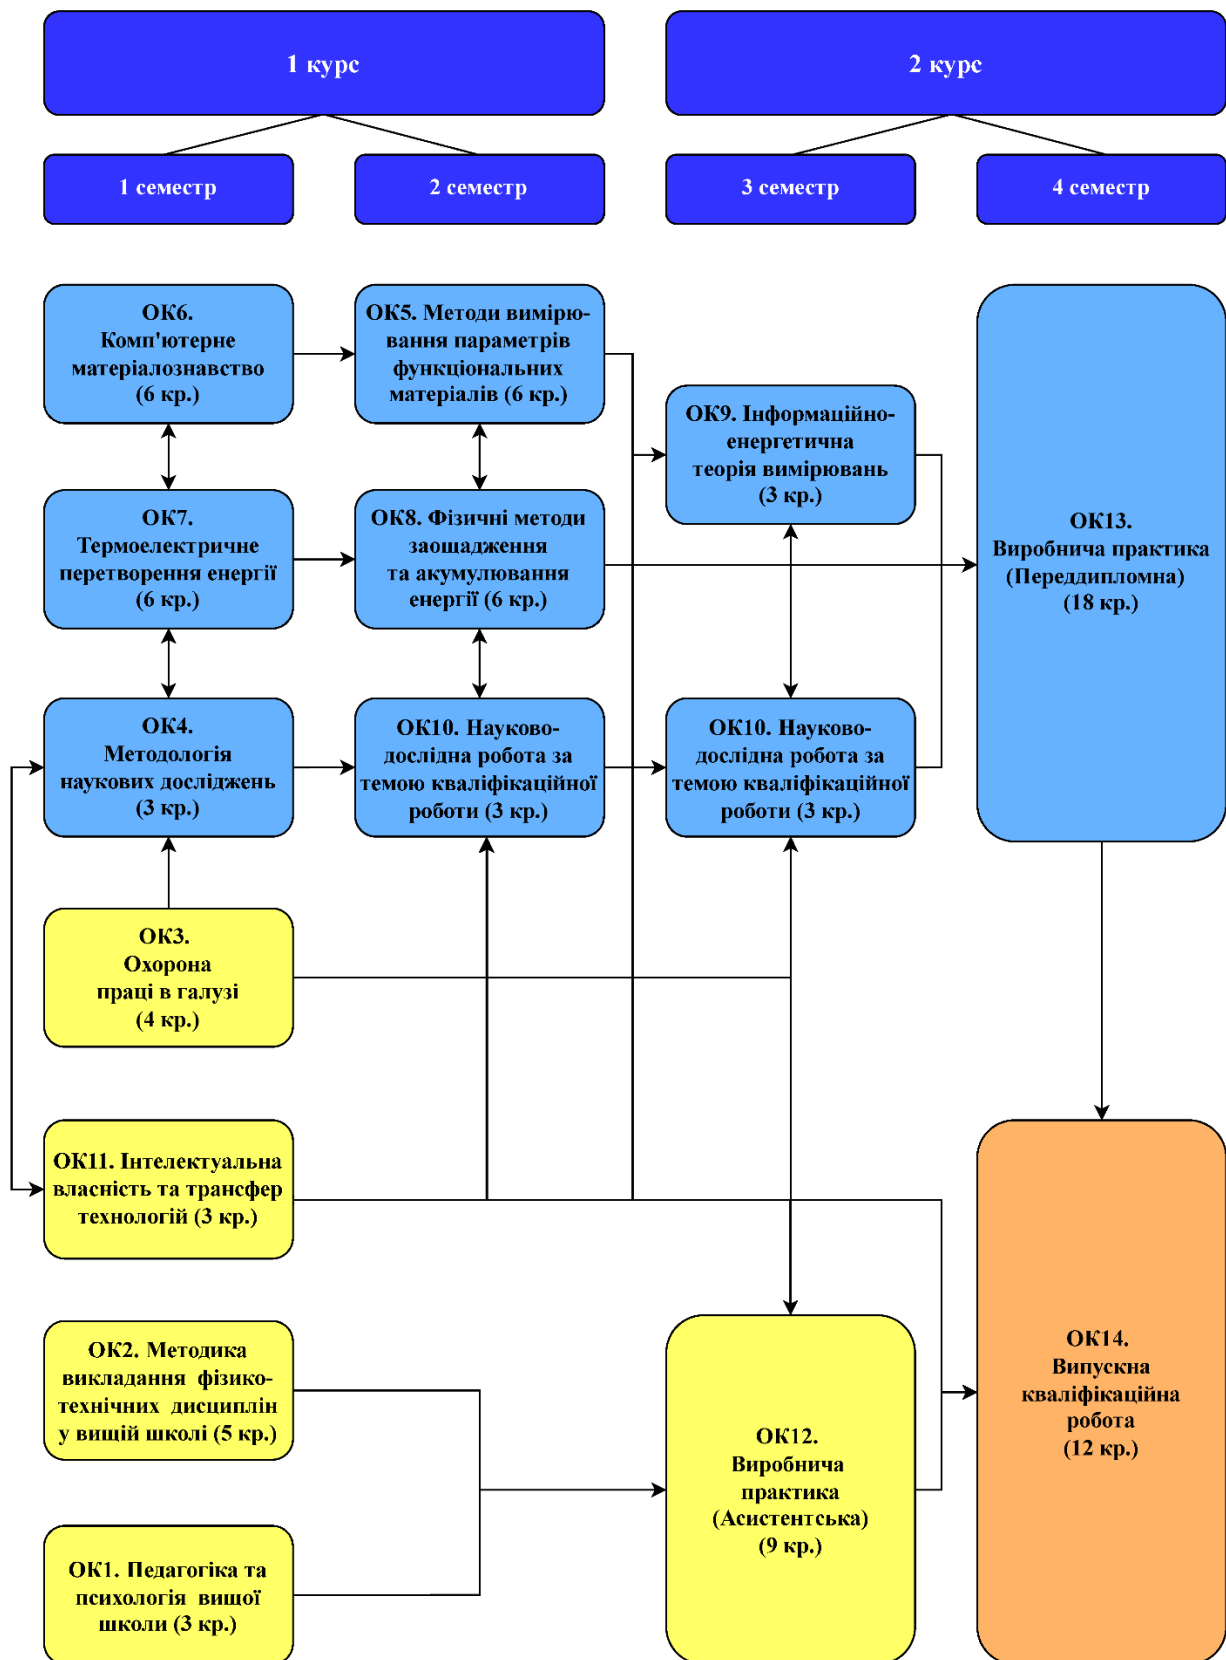 1 курс
2 курс
1 семестр
2 семестр
3 семестр
4 семестр
ОК6.
Комп'ютерне
матеріалознавство
(6 кр.)
ОК5. Методи вимірю-
вання параметрів
функціональних
матеріалів (6 кр.)
ОК9. Інформаційно-
енергетична
теорія вимірювань
(3 кр.)
ОК13.
Виробнича практика
(Переддипломна)
(18 кр.)
ОК7.
Термоелектричне
перетворення енергії
(6 кр.)
ОК8. Фізичні методи
заощадження
та акумулювання
енергії (6 кр.)
ОК4.
Методологія
наукових досліджень
(3 кр.)
ОК10. Науково-
дослідна робота за
темою кваліфікаційної
роботи (3 кр.)
ОК10. Науково-
дослідна робота за
темою кваліфікаційної
роботи (3 кр.)
ОК3.
Охорона
праці в галузі
(4 кр.)
ОК11. Інтелектуальна
власність та трансфер
технологій (3 кр.)
ОК2. Методика
викладання фізико-
технічних дисциплін
у вищій школі (5 кр.)
ОК12.
Виробнича
практика
(Асистентська)
(9 кр.)
ОК14.
Випускна
кваліфікаційна
робота
(12 кр.)
ОК1. Педагогіка та
психологія вищої
школи (3 кр.)